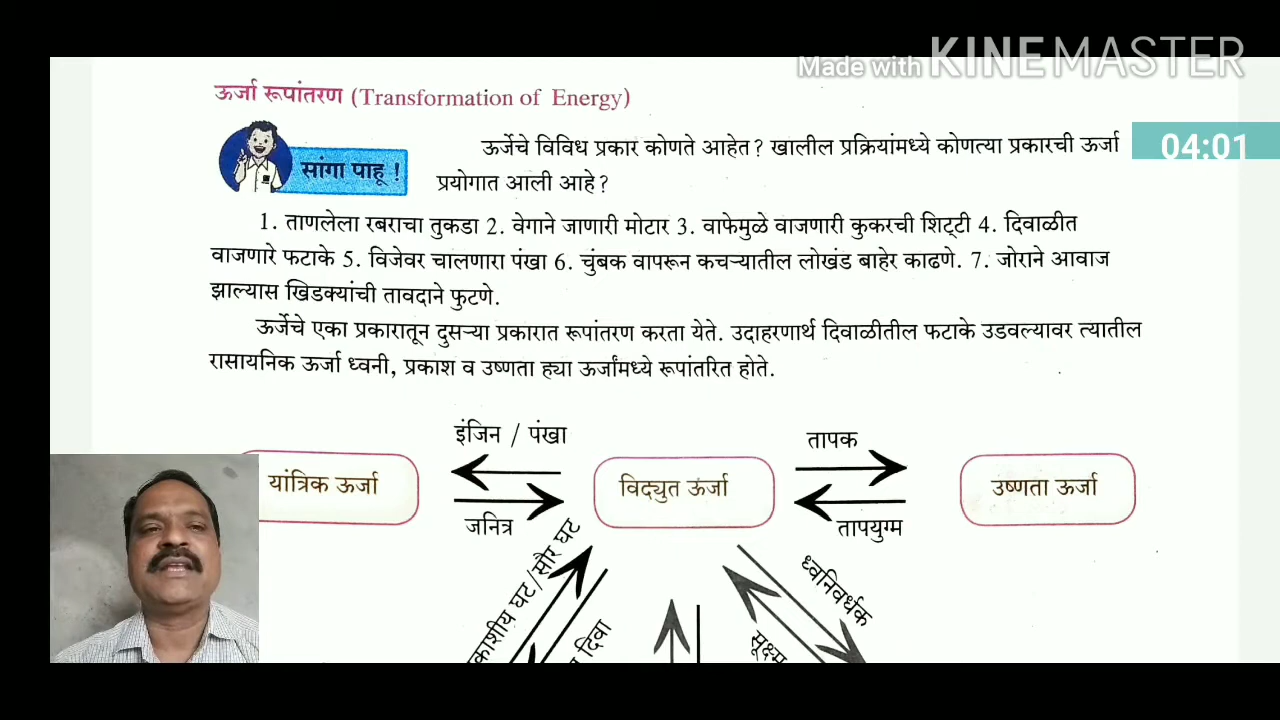 Made with KINEMASTER
ऊर्जा रूपांतरण (Transformation of Energy)
04:01
सांगा पाहू !
ऊर्जेचे विविध प्रकार कोणते आहेत? खालील प्रक्रियांमध्ये कोणत्या प्रकारची ऊर्जा
प्रयोगात आली आहे?
1. ताणलेला रबराचा तुकडा 2. वेगाने जाणारी मोटार 3. वाफेमुळे वाजणारी कुकरची शिट्टी 4. दिवाळीत
वाजणारे फटाके 5. विजेवर चालणारा पंखा 6. चुंबक वापरून कचऱ्यातील लोखंड बाहेर काढणे. 7. जोराने आवाज
झाल्यास खिडक्यांची तावदाने फुटणे.
ऊर्जेचे एका प्रकारातून दुसऱ्या प्रकारात रूपांतरण करता येते. उदाहरणार्थ दिवाळीतील फटाके उडवल्यावर त्यातील
रासायनिक ऊर्जा ध्वनी, प्रकाश व उष्णता ह्या ऊर्जांमध्ये रूपांतरित होते.
इंजिन / पंखा
तापक
यांत्रिक ऊर्जा
विद्युत ऊर्जा
उष्णता ऊर्जा
जनित्र
तापयुग्म
काशीय घट/सौर घट
दिवा
सूक्ष्म
ध्वनिवर्धक